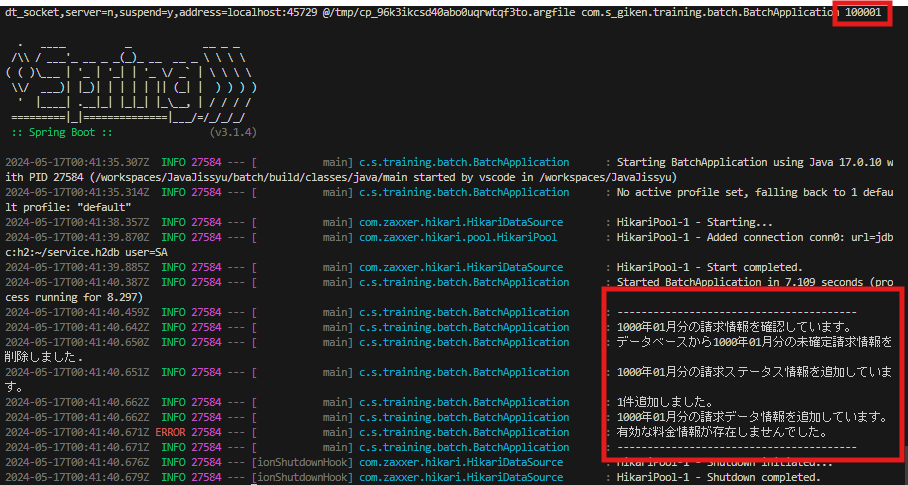 dt_socket,server=n,suspend=y,address=localhost:45729 @/tmp/cp_96k3ikcsd40abo0uqrwtqf3to.argfile com.s_giken.training.batch.BatchApplication 100001
  .   ____          _            __ _ _
 /\\ / ___'_ __ _ _(_)_ __  __ _ \ \ \ \
( ( )\___ | '_ | '_| | '_ \/ _` | \ \ \ \
 \\/  ___)| |_)| | | | | || (_| |  ) ) ) )
  '  |____| .__|_| |_|_| |_\__, | / / / /
 =========|_|==============|___/=/_/_/_/
 :: Spring Boot ::                (v3.1.4)
2024-05-17T00:41:35.307Z  INFO 27584 --- [           main] c.s.training.batch.BatchApplication      : Starting BatchApplication using Java 17.0.10 w
ith PID 27584 (/workspaces/JavaJissyu/batch/build/classes/java/main started by vscode in /workspaces/JavaJissyu)
2024-05-17T00:41:35.314Z  INFO 27584 --- [           main] c.s.training.batch.BatchApplication      : No active profile set, falling back to 1 defau
lt profile: "default"
2024-05-17T00:41:38.357Z  INFO 27584 --- [           main] com.zaxxer.hikari.HikariDataSource       : HikariPool-1 - Starting...
2024-05-17T00:41:39.870Z  INFO 27584 --- [           main] com.zaxxer.hikari.pool.HikariPool        : HikariPool-1 - Added connection conn0: url=jdb
c:h2:~/service.h2db user=SA
2024-05-17T00:41:39.885Z  INFO 27584 --- [           main] com.zaxxer.hikari.HikariDataSource       : HikariPool-1 - Start completed.
2024-05-17T00:41:40.387Z  INFO 27584 --- [           main] c.s.training.batch.BatchApplication      : Started BatchApplication in 7.109 seconds (pro
cess running for 8.297)
2024-05-17T00:41:40.459Z  INFO 27584 --- [           main] c.s.training.batch.BatchApplication      : -------------------------------------
2024-05-17T00:41:40.642Z  INFO 27584 --- [           main] c.s.training.batch.BatchApplication      : 1000年01月分の請求情報を確認しています。
2024-05-17T00:41:40.650Z  INFO 27584 --- [           main] c.s.training.batch.BatchApplication      : データベースから1000年01月分の未確定請求情報を
削除しました.
2024-05-17T00:41:40.651Z  INFO 27584 --- [           main] c.s.training.batch.BatchApplication      : 1000年01月分の請求ステータス情報を追加していま
す。
2024-05-17T00:41:40.662Z  INFO 27584 --- [           main] c.s.training.batch.BatchApplication      : 1件追加しました。
2024-05-17T00:41:40.662Z  INFO 27584 --- [           main] c.s.training.batch.BatchApplication      : 1000年01月分の請求データ情報を追加しています。
2024-05-17T00:41:40.671Z ERROR 27584 --- [           main] c.s.training.batch.BatchApplication      : 有効な料金情報が存在しませんでした。
2024-05-17T00:41:40.671Z  INFO 27584 --- [           main] c.s.training.batch.BatchApplication      : -------------------------------------
2024-05-17T00:41:40.676Z  INFO 27584 --- [ionShutdownHook] com.zaxxer.hikari.HikariDataSource       : HikariPool-1 - Shutdown initiated...
2024-05-17T00:41:40.679Z  INFO 27584 --- [ionShutdownHook] com.zaxxer.hikari.HikariDataSource       : HikariPool-1 - Shutdown completed.